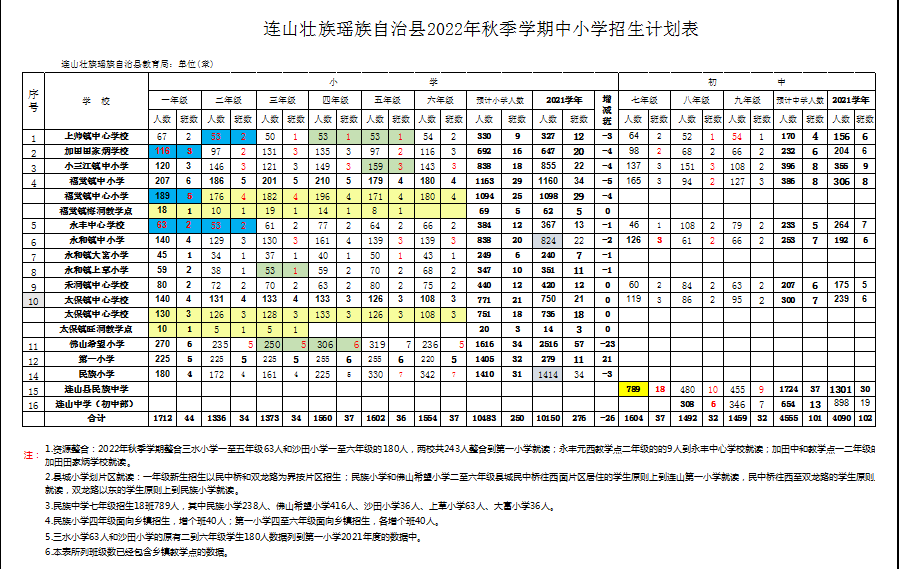 连山壮族瑶族自治县2022年秋季学期中小学招生计划表
连山壮族瑶族自治县教育局：单位(章)
序号 学 校 小 学 初 中
一年级 二年级 三年级 四年级 五年级 六年级 预计小学人数 2021学年 增减班 七年级 八年级 九年级 预计中学人数 2021学年
人数 班数 人数 班数 人数 班数 人数 班数 人数 班数 人数 班数 人数 班数 人数 班数 人数 班数 人数 班数 人数 班数 人数 班数 人数 班数
1 上帅镇中心学校 67 2 53 2 50 1 53 1 53 1 54 2 330 9 327 12 -3 64 2 52 1 54 1 170 4 156 6
2 加田田家炳学校 116 3 97 2 131 3 135 3 97 2 116 3 692 16 647 20 -4 98 2 68 2 66 2 232 6 204 6
3 小三江镇中小学 120 3 146 3 121 3 149 3 159 3 143 3 838 18 855 22 -4 137 3 151 3 108 2 396 8 355 9
4 福堂镇中小学 207 6 186 5 201 5 210 5 179 4 180 4 1163 29 1160 34 -5 165 3 94 2 127 3 386 8 306 8
福堂镇中心小学 189 5 176 4 182 4 196 4 171 4 180 4 1094 25 1098 29 -4
18 1 10 1 19 1 14 1 8 1 69 5 62 5 0
5 永丰中心学校 63 2 53 2 61 2 77 2 64 2 66 2 384 12 367 13 -1 46 1 108 2 79 2 233 5 264 7
6 永和镇中小学 140 4 129 3 130 3 161 4 139 3 139 3 838 20 824 22 -2 126 3 61 2 66 2 253 7 192 6
7 永和镇大富小学 45 1 34 1 37 1 40 1 50 1 43 1 249 6 240 7 -1
8 永和镇上草小学 59 2 38 1 53 1 59 2 70 2 68 2 347 10 351 11 -1
9 禾洞镇中心学校 80 2 72 2 70 2 63 2 80 2 75 2 440 12 420 12 0 60 2 84 2 63 2 207 6 175 5
10 太保镇中心学校 140 4 131 4 133 4 133 3 126 3 108 3 771 21 750 21 0 119 3 86 2 95 2 300 7 239 6
太保镇中心学校 130 3 126 3 128 3 133 3 126 3 108 3 751 18 736 18 0
太保镇旺洞教学点 10 1 5 1 5 1 20 3 14 3 0
11 佛山希望小学 270 6 235 5 250 5 306 6 319 7 236 5 1616 34 2516 57 -23
12 第一小学 225 5 225 5 225 5 255 6 255 6 220 5 1405 32 279 11 21
14 民族小学 180 4 172 4 161 4 225 5 330 7 342 7 1410 31 1414 34 -3
15 连山县民族中学 789 18 480 10 455 9 1724 37 1301 30
16 连山中学（初中部） 308 6 346 7 654 13 898 19
合计 1712 44 1336 34 1373 34 1560 37 1602 36 1554 37 10483 250 10150 276 -26 1604 37 1492 32 1459 32 4555 101 4090 102
注：
1.资源整合：2022年秋季学期整合三水小学一至五年级63人和沙田小学一至六年级的180人，两校共243人整合到第一小学就读；永丰元西教学点二年级的的9人到永丰中心学校就读；加田中和教学点一二年级的
加田田家炳学校就读。
2.县城小学划片区就读：一年级新生招生以民中桥和双龙路为界按片区招生；民族小学和佛山希望小学二至六年级县城民中桥往西面片区居住的学生原则上到连山第一小学就读，民中桥往西至双龙路的学生原则
就读，双龙路以东的学生原则上到民族小学就读。
3.民族中学七年级招生18班789人，其中民族小学238人、佛山希望小学416人、沙田小学36人、上草小学63人、大富小学36人。
4.民族小学四年级面向乡镇招生，增个班40人；第一小学四至六年级面向乡镇招生，各增个班40人。
5.三水小学63人和沙田小学的原有二到六年级学生180人数据列到第一小学2021年度的数据中。
6.本表所列班级数已经包含乡镇教学点的数据。